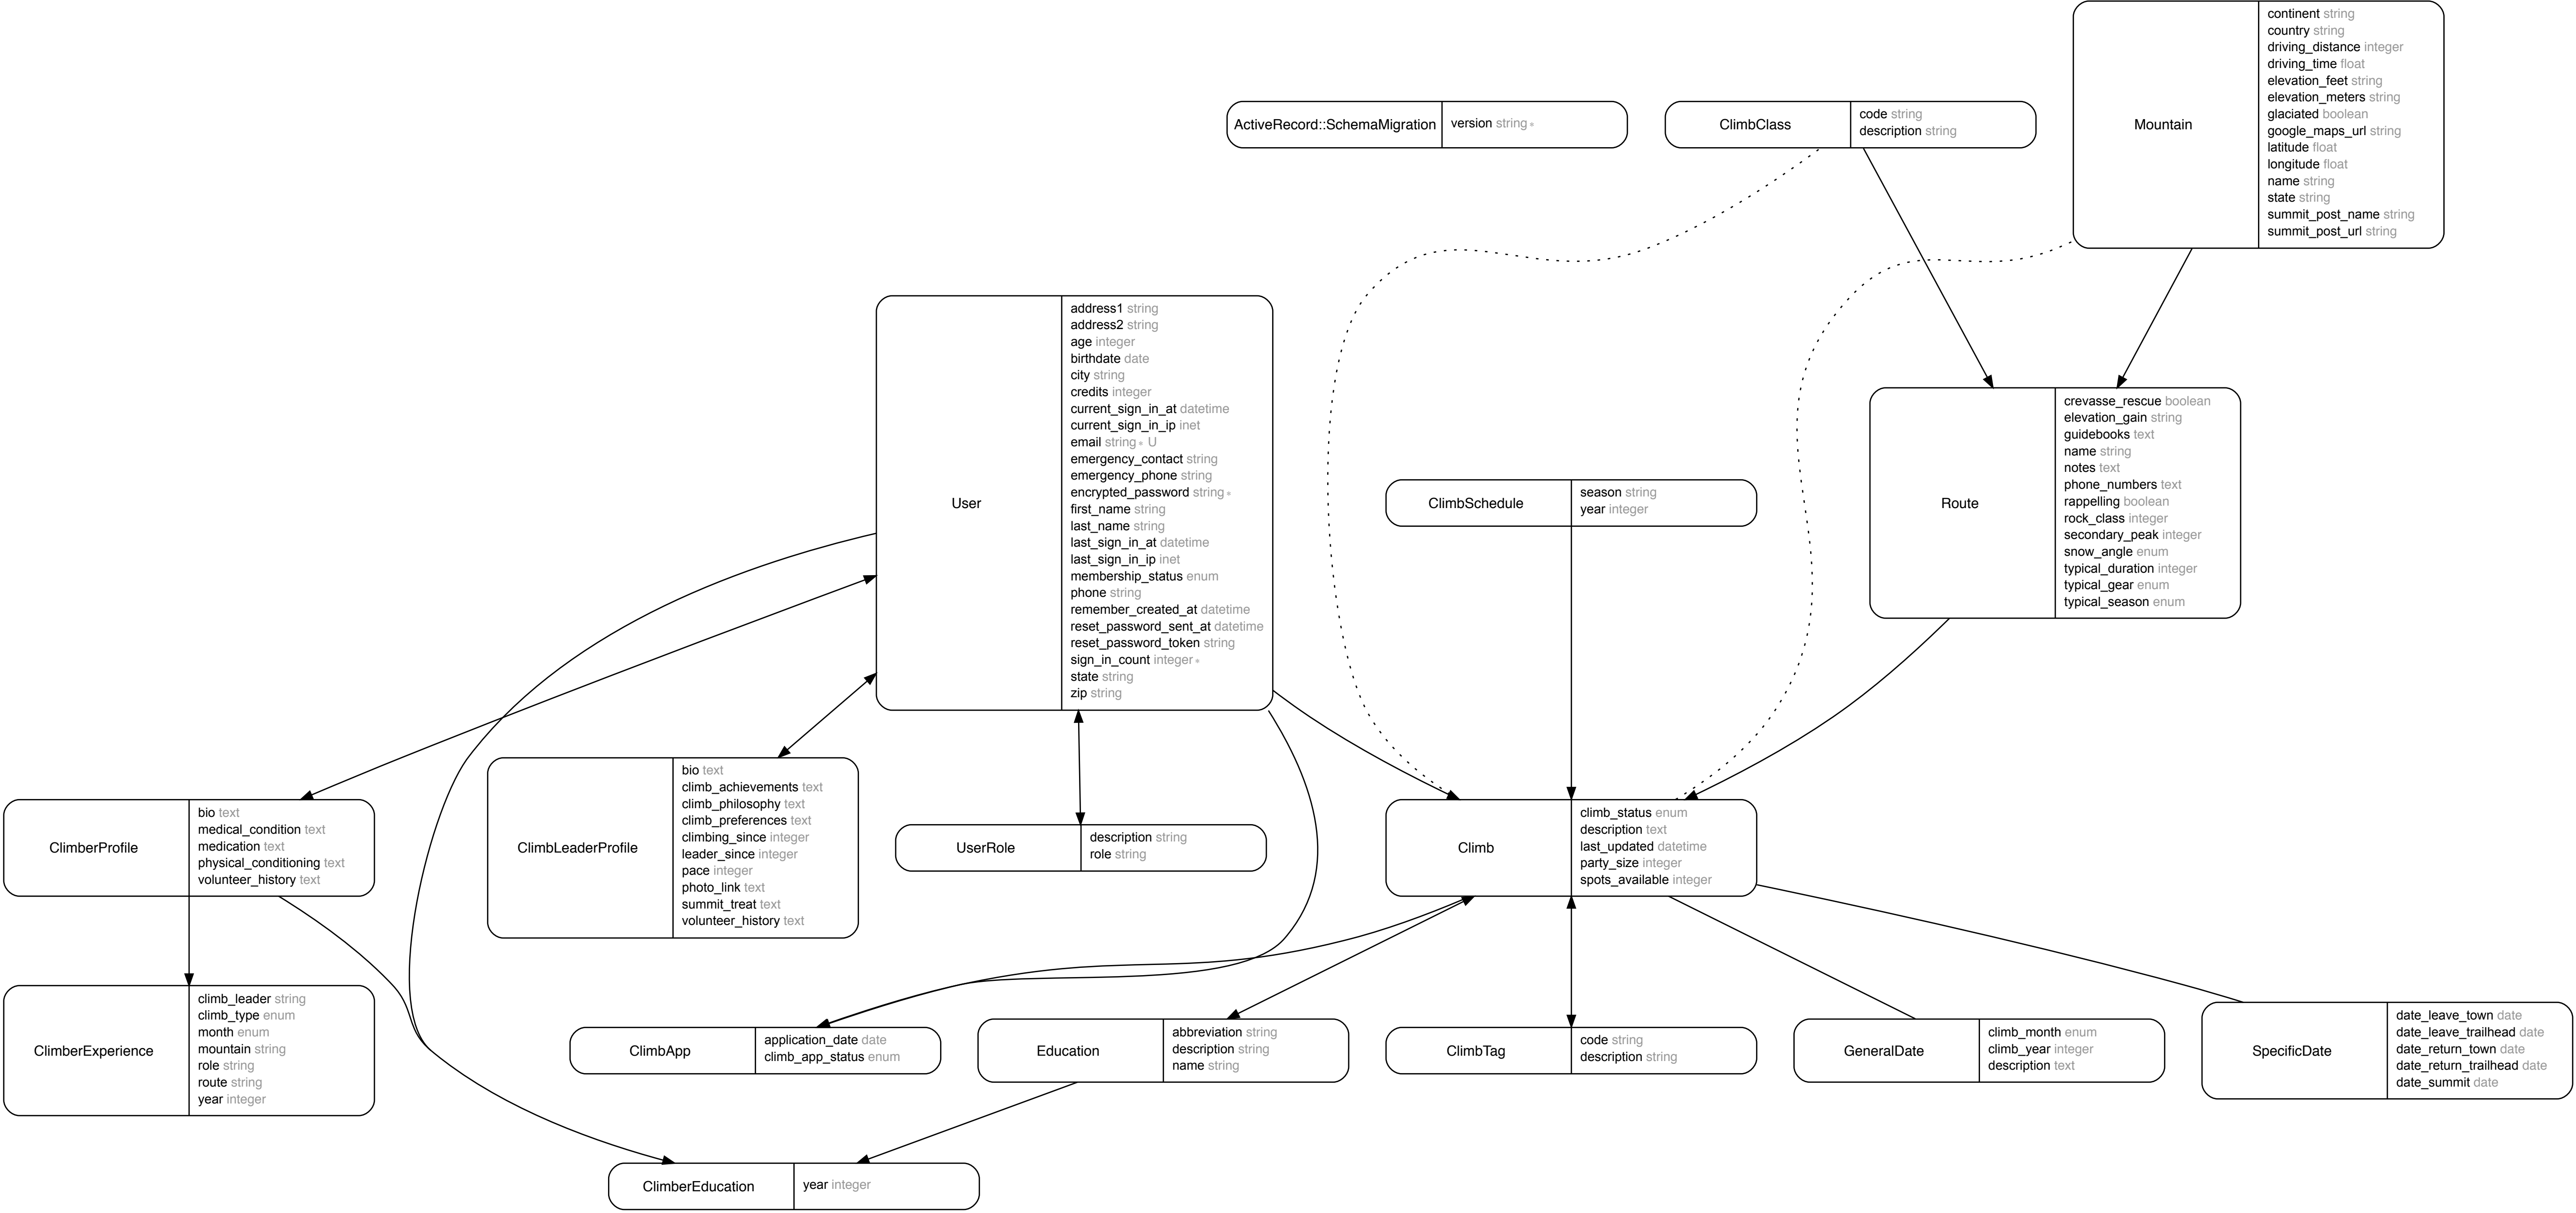 ActiveRecord::SchemaMigration
version string *
ClimbClass
code string
description string
Mountain
continent string
country string
driving_distance integer
driving_time float
elevation_feet string
elevation_meters string
glaciated boolean
google_maps_url string
latitude float
longitude float
name string
state string
summit_post_name string
summit_post_url string
User
address1 string
address2 string
age integer
birthdate date
city string
credits integer
current_sign_in_at datetime
current_sign_in_ip inet
email string * U
emergency_contact string
emergency_phone string
encrypted_password string *
first_name string
last_name string
last_sign_in_at datetime
last_sign_in_ip inet
membership_status enum
phone string
remember_created_at datetime
reset_password_sent_at datetime
reset_password_token string
sign_in_count integer *
state string
zip string
ClimbSchedule
season string
year integer
Route
crevasse_rescue boolean
elevation_gain string
guidebooks text
name string
notes text
phone_numbers text
rappelling boolean
rock_class integer
secondary_peak integer
snow_angle enum
typical_duration integer
typical_gear enum
typical_season enum
ClimberProfile
bio text
medical_condition text
medication text
physical_conditioning text
volunteer_history text
ClimbLeaderProfile
bio text
climb_achievements text
climb_philosophy text
climb_preferences text
climbing_since integer
leader_since integer
pace integer
photo_link text
summit_treat text
volunteer_history text
UserRole
description string
role string
Climb
climb_status enum
description text
last_updated datetime
party_size integer
spots_available integer
ClimberExperience
climb_leader string
climb_type enum
month enum
mountain string
role string
route string
year integer
ClimbApp
application_date date
climb_app_status enum
Education
abbreviation string
description string
name string
ClimbTag
code string
description string
GeneralDate
climb_month enum
climb_year integer
description text
SpecificDate
date_leave_town date
date_leave_trailhead date
date_return_town date
date_return_trailhead date
date_summit date
ClimberEducation
year integer